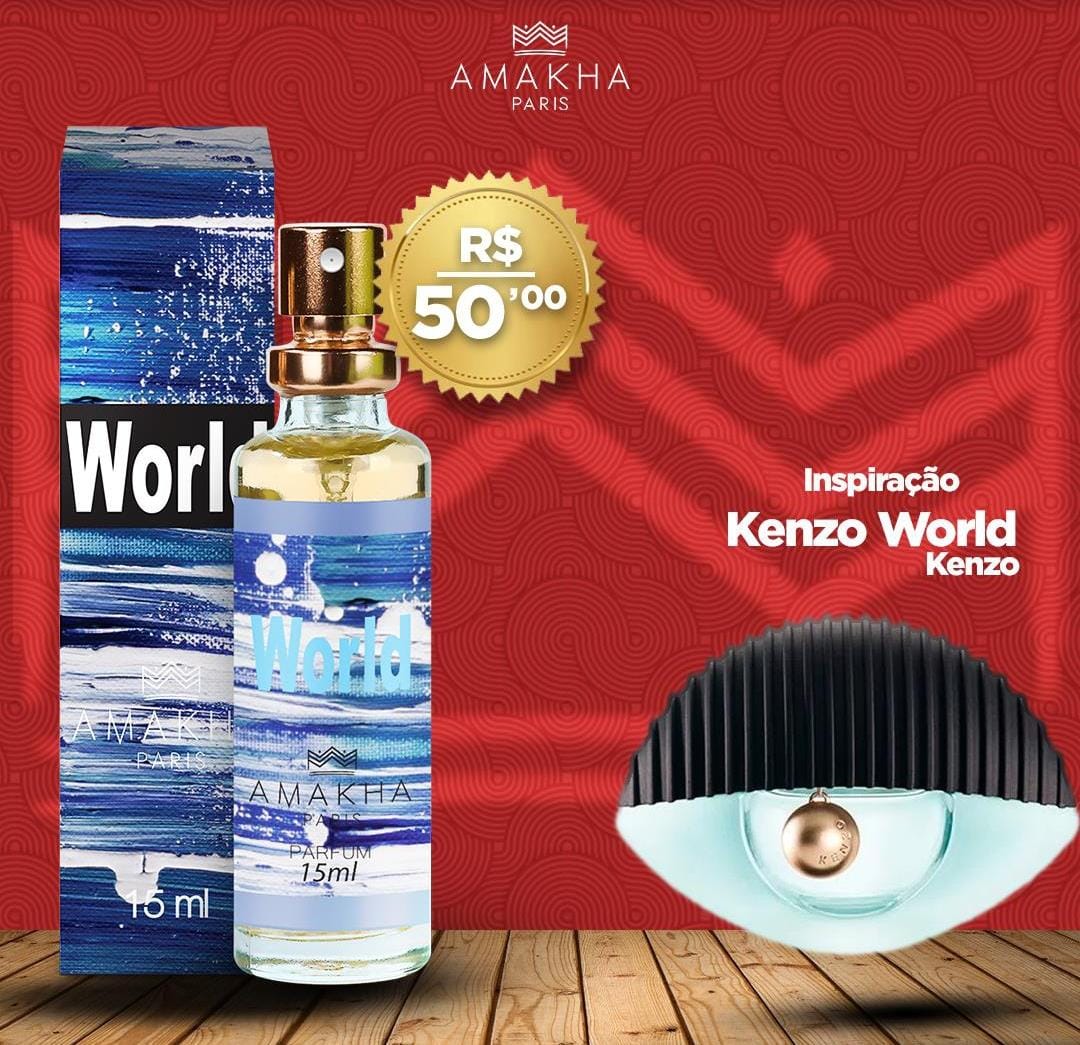 AMAKHA
PARIS
R$
50,00
World
AMAKHA
PARIS
15 ml
World
AMAKHA
PARIS
PARFUM
15ml
Inspiração
Kenzo World
Kenzo
KENZO